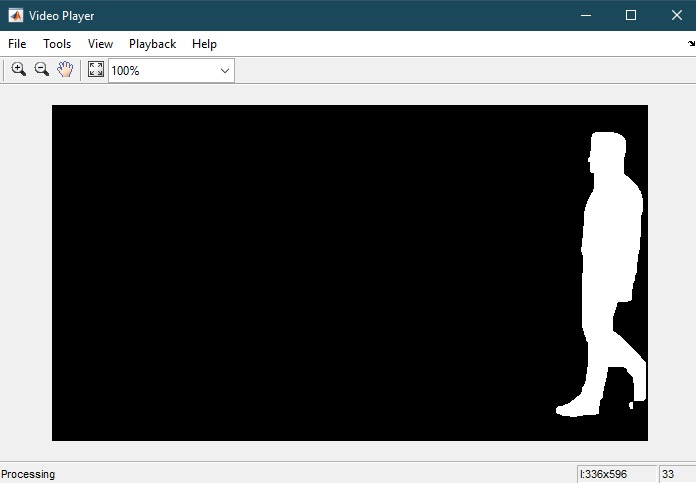 Video Player
File Tools View Playback Help
100%
Processing I:336x596 33